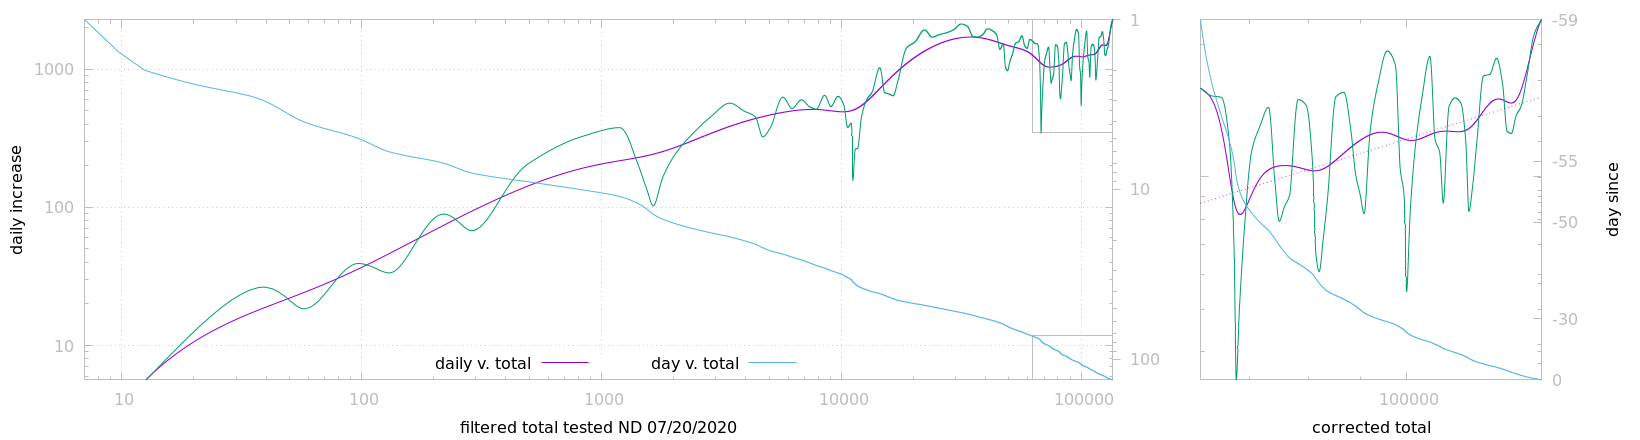 1000
100
10
daily increase
1
10
100
daily v. total
day v. total
10
100
1000
10000
100000
filtered total tested ND 07/20/2020
-59
-55
-50
-30
0
day since
100000
corrected total